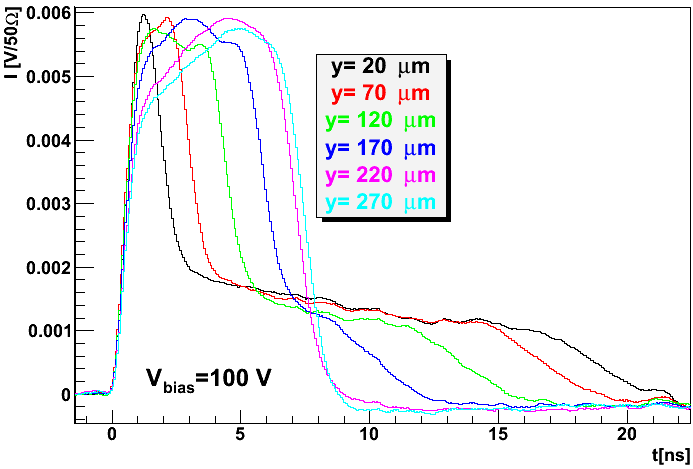 I [V/50Ω]
0.006
0.005
0.004
0.003
0.002
0.001
0
y= 20 μm
y= 70 μm
y= 120 μm
y= 170 μm
y= 220 μm
y= 270 μm
Vbias=100 V
0 5 10 15 20
t[ns]